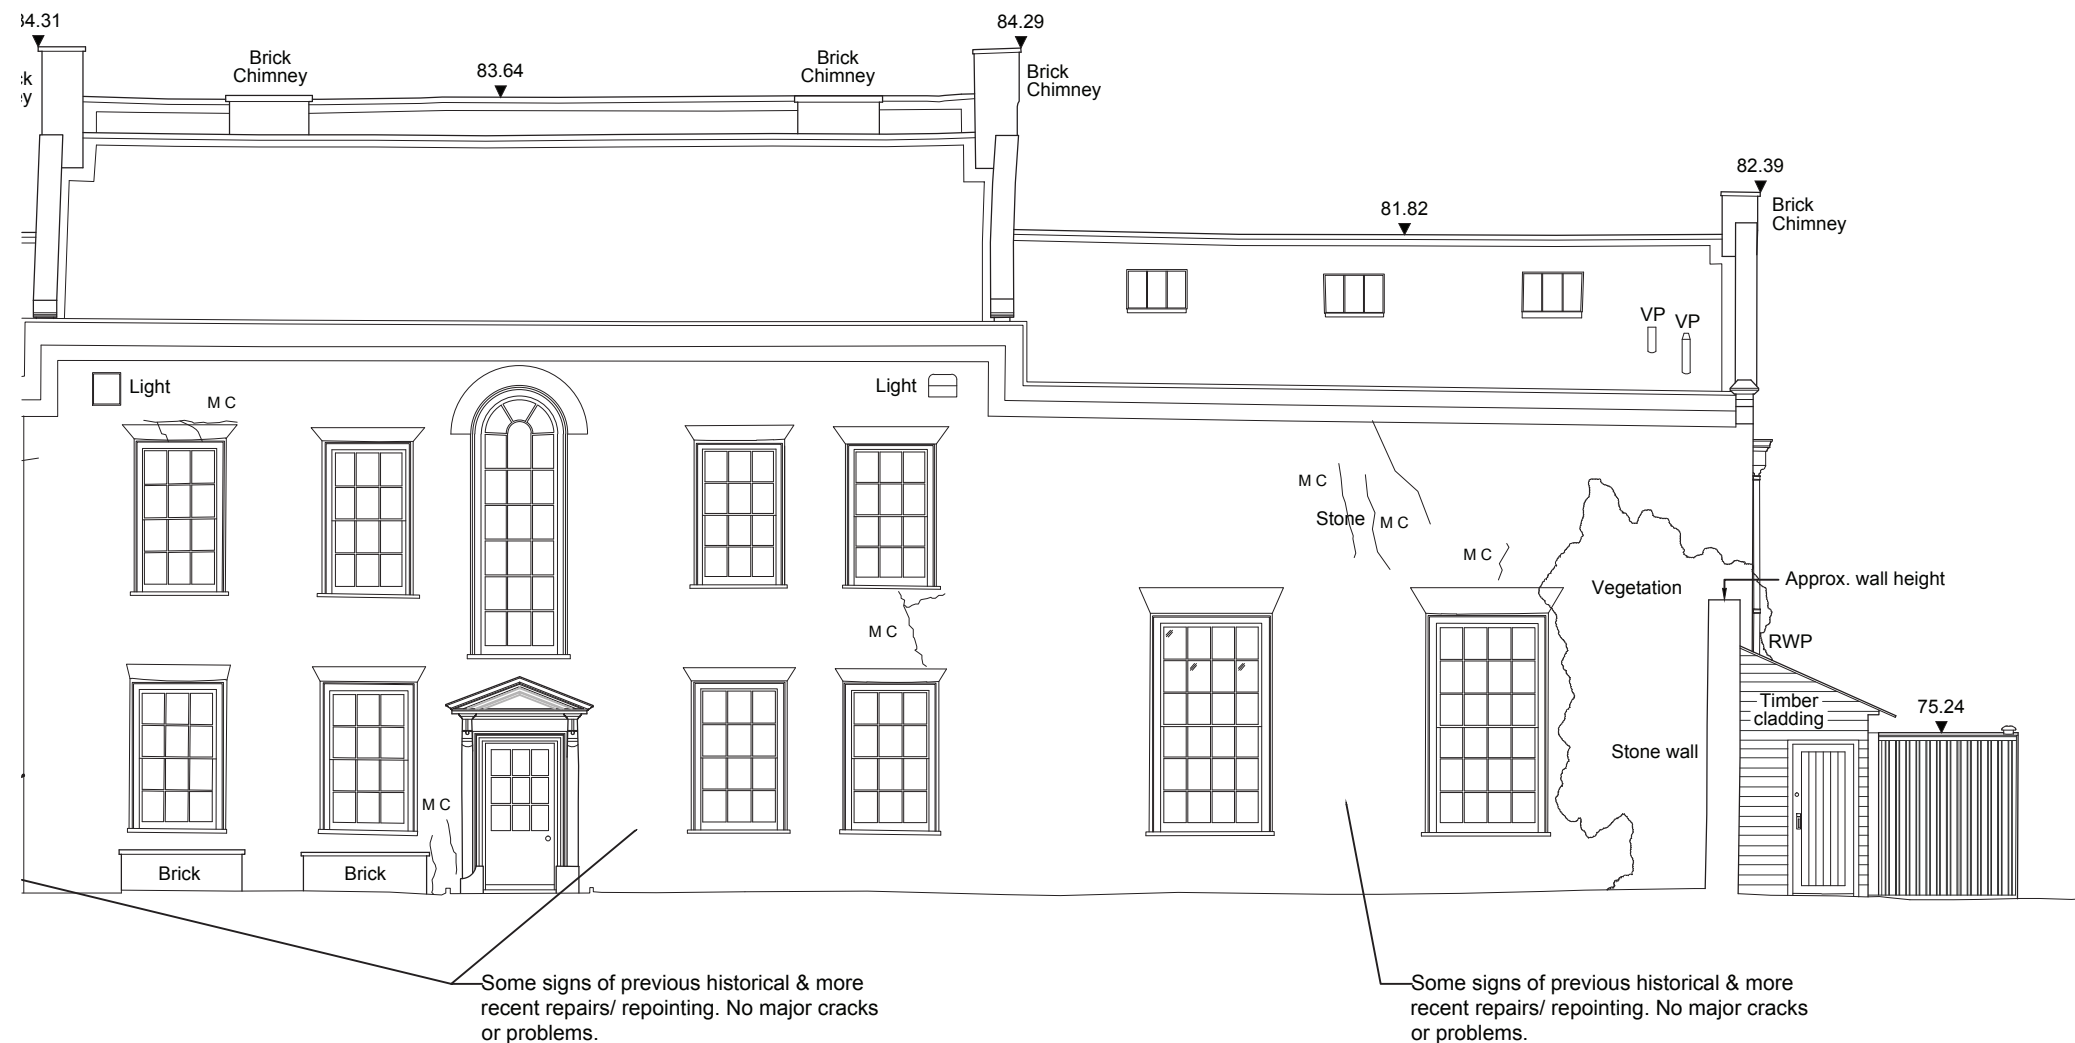 84.29
Brick
Chimney
Brick
Chimney
83.64
Brick
Chimney
Brick
Chimney
82.39
Brick
Chimney
81.82
VP
VP
Light
M C
Light
M C
Stone
M C
M C
Vegetation
Approx. wall height
M C
RWP
Timber
cladding
75.24
Stone wall
M C
Brick
Brick
Some signs of previous historical & more
recent repairs/ repointing. No major cracks
or problems.
Some signs of previous historical & more
recent repairs/ repointing. No major cracks
or problems.